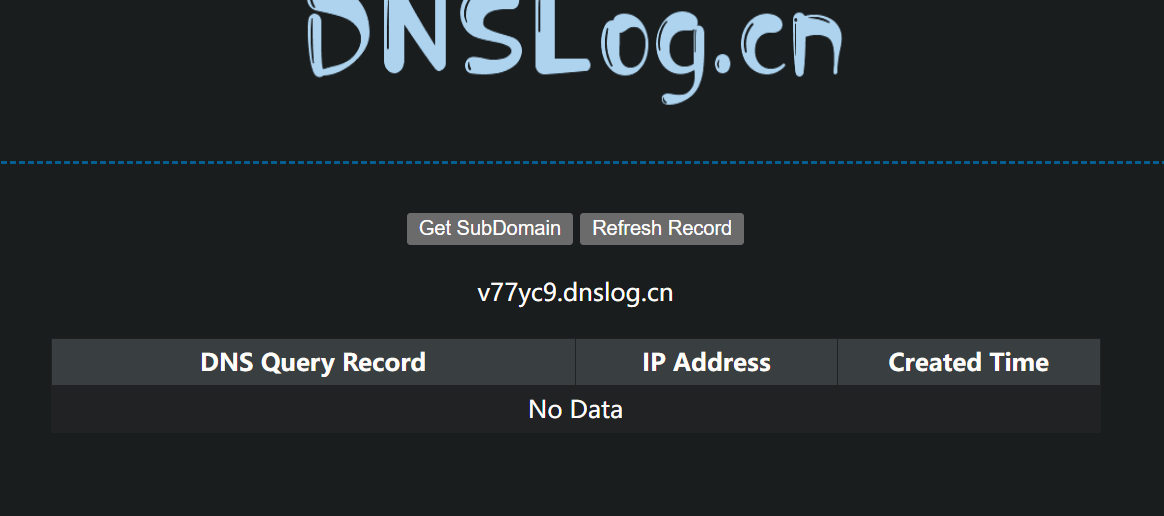 DNSLog.cn
Get SubDomain Refresh Record
v77yc9.dnslog.cn
DNS Query Record IP Address Created Time
No Data